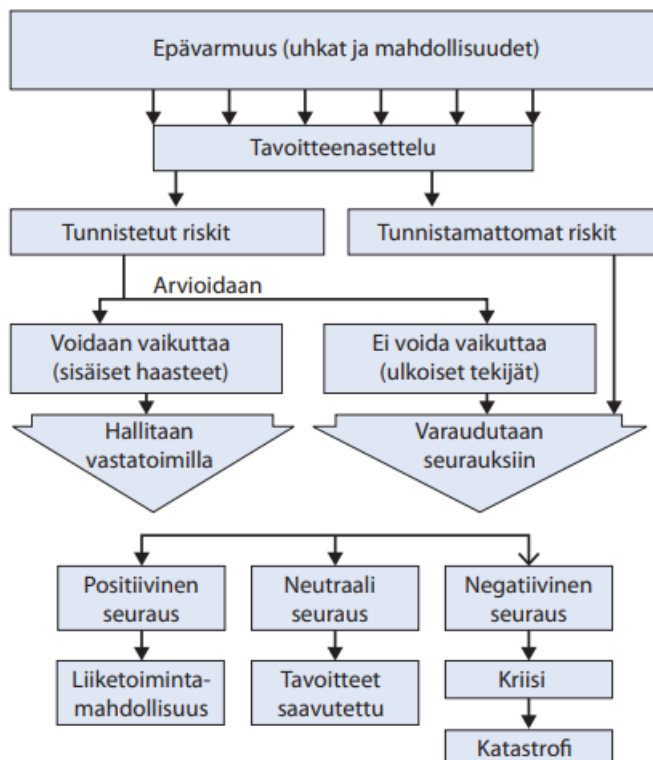 Epävarmuus (uhkat ja mahdollisuudet)
Tavoitteenasettelu
Tunnistetut riskit
Tunnistamattomat riskit
Arvioidaan
Voidaan vaikuttaa
(sisäiset haasteet)
Ei voida vaikuttaa
(ulkoiset tekijät)
Hallitaan
vastatoimilla
Varaudutaan
seurauksiin
Positiivinen
seuraus
Neutraali
seuraus
Negatiivinen
seuraus
Liiketoiminta-
mahdollisuus
Tavoitteet
saavutettu
Kriisi
Katastrofi